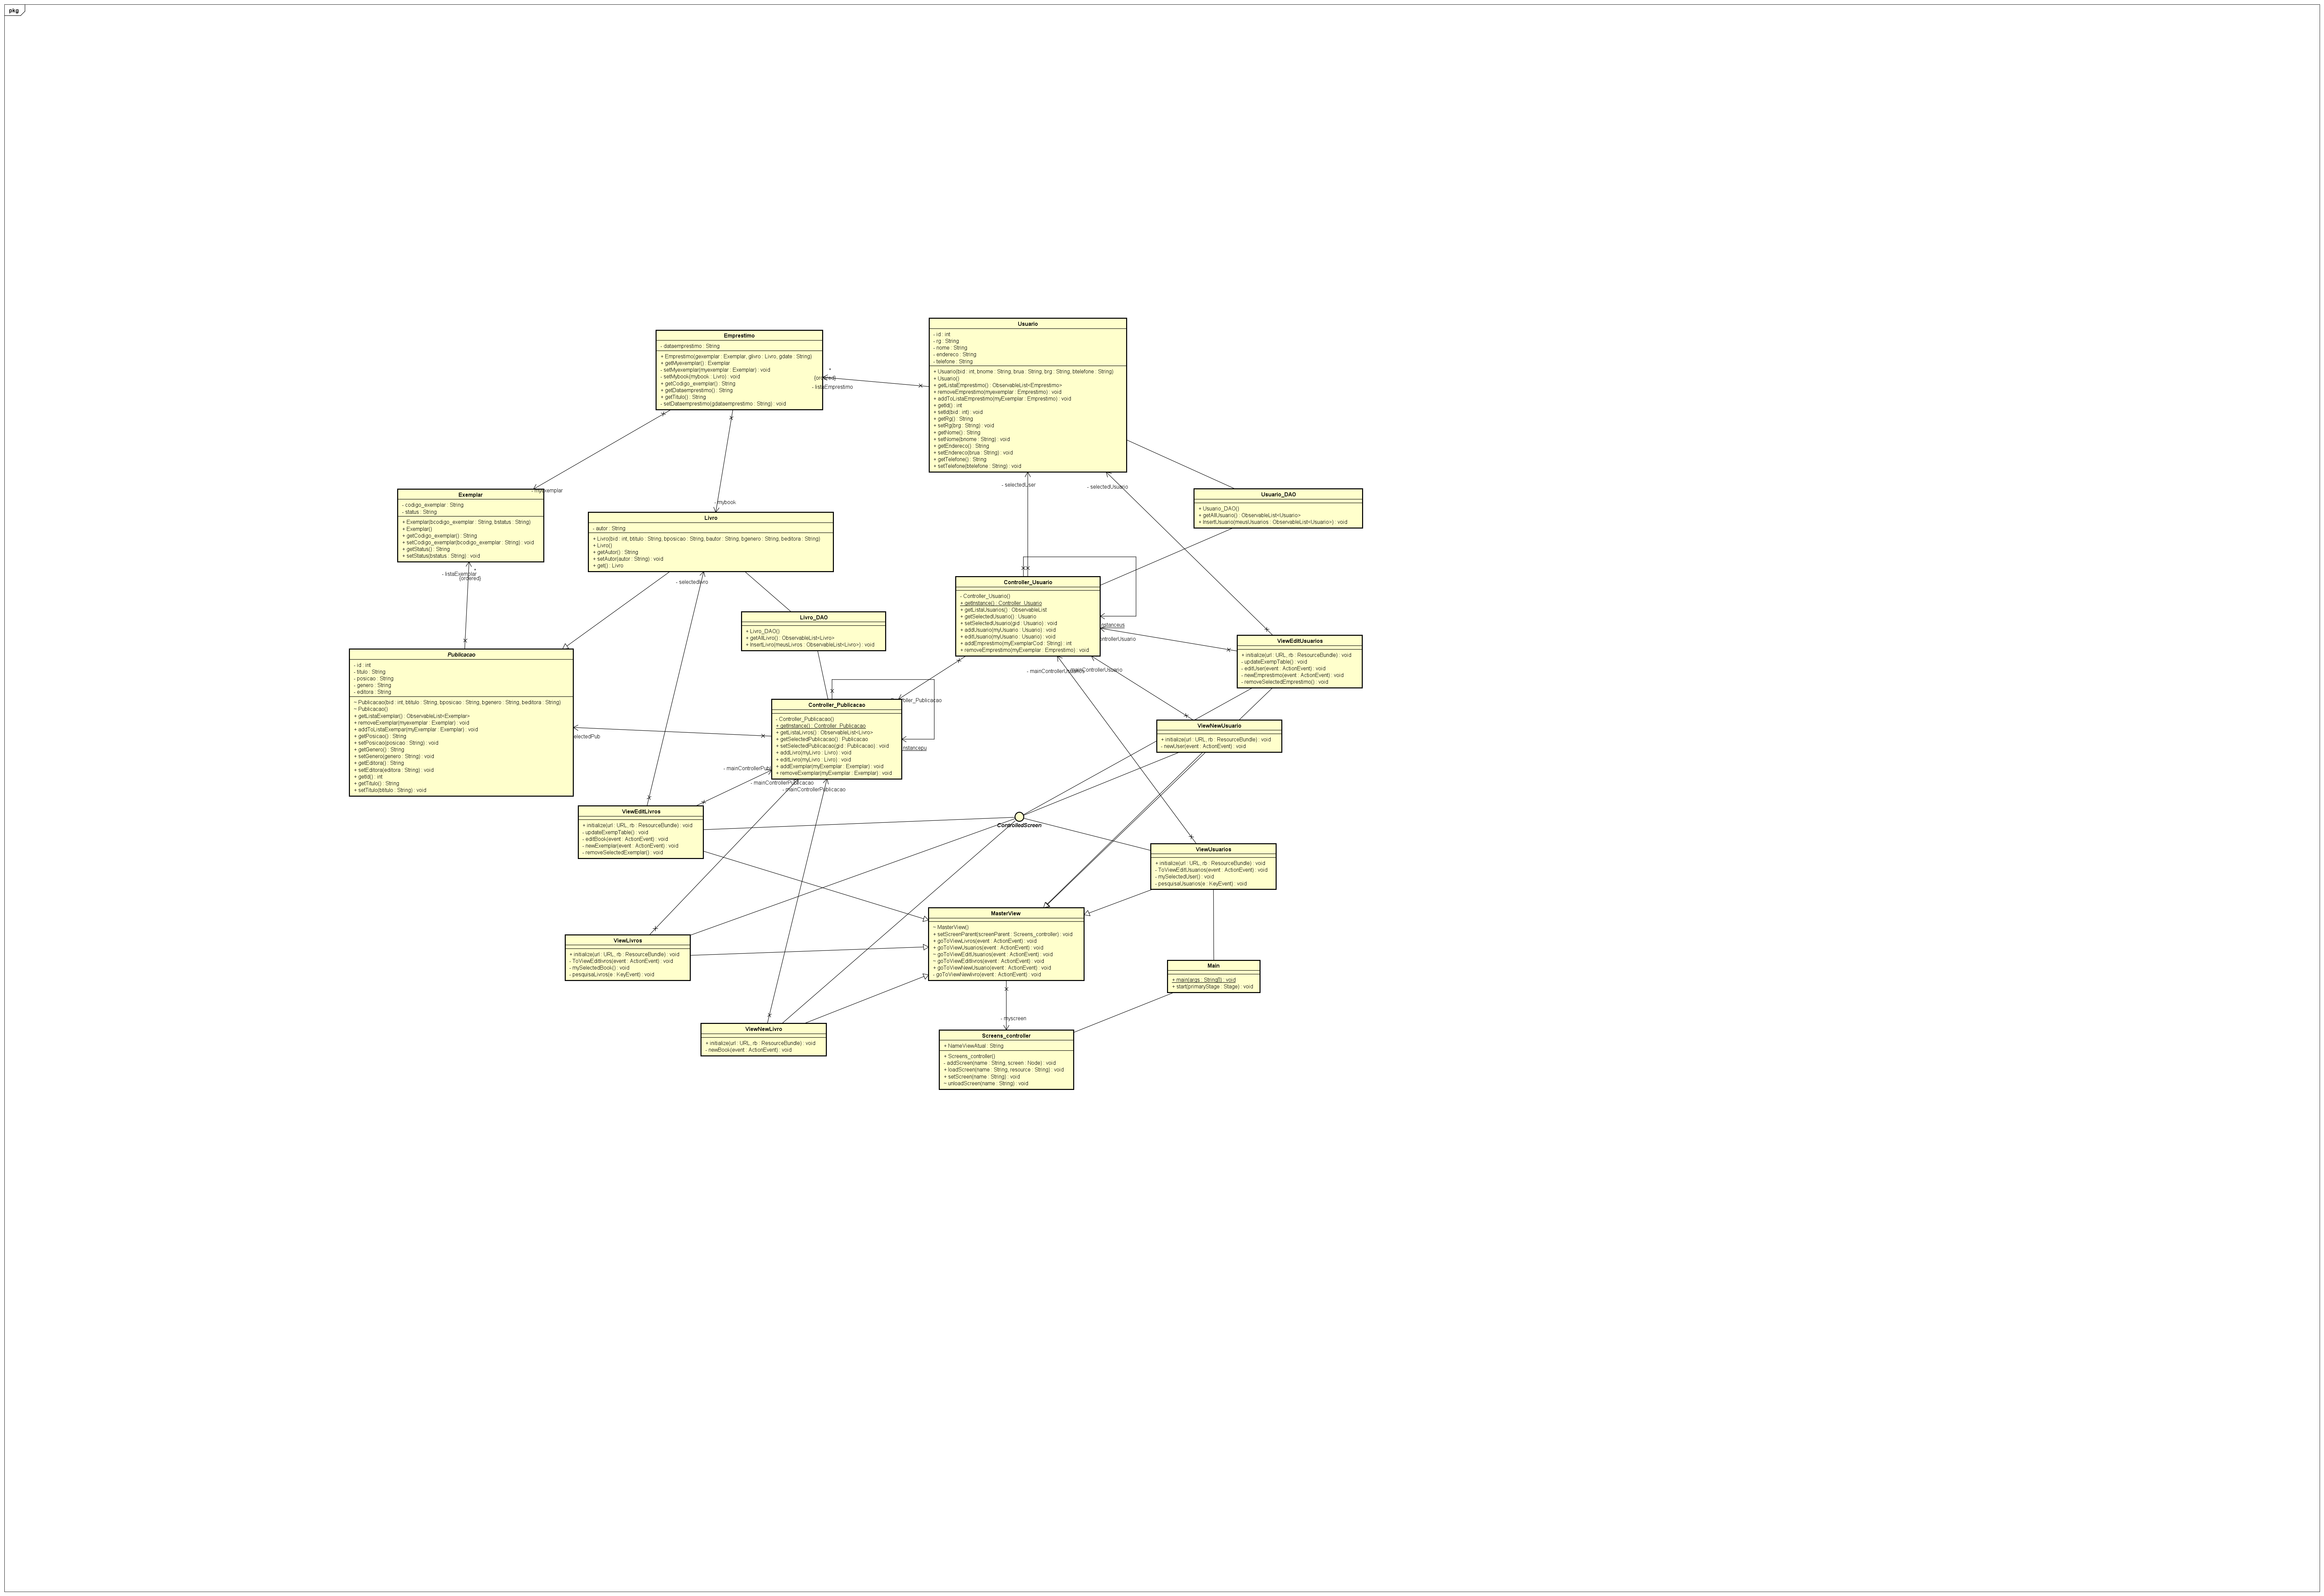 pkg
Emprestimo
- dataemprestimo : String
+ Emprestimo(gexemplar : Exemplar, glivro : Livro, gdate : String)
+ getMyexemplar() : Exemplar
- setMyexemplar(myexemplar : Exemplar) : void
- setMybook(mybook : Livro) : void
+ getCodigo_exemplar() : String
+ getDataemprestimo() : String
+ getTitulo() : String
- setDataemprestimo(gdataemprestimo : String) : void
*
{ordered}
- listaEmprestimo
Usuario
- id : int
- rg : String
- nome : String
- endereco : String
- telefone : String
+ Usuario(bid : int, bnome : String, brua : String, brg : String, btelefone : String)
+ Usuario()
+ getListaEmprestimo() : ObservableList<Emprestimo>
+ removeEmprestimo(myexemplar : Emprestimo) : void
+ addToListaEmprestimo(myExemplar : Emprestimo) : void
+ getId() : int
+ setId(bid : int) : void
+ getRg() : String
+ setRg(brg : String) : void
+ getNome() : String
+ setNome(bnome : String) : void
+ getEndereco() : String
+ setEndereco(brua : String) : void
+ getTelefone() : String
+ setTelefone(btelefone : String) : void
- selectedUser
- selectedUsuario
- myexemplar
Exemplar
- codigo_exemplar : String
- status : String
+ Exemplar(bcodigo_exemplar : String, bstatus : String)
+ Exemplar()
+ getCodigo_exemplar() : String
+ setCodigo_exemplar(bcodigo_exemplar : String) : void
+ getStatus() : String
+ setStatus(bstatus : String) : void
- listaExemplar
*
{ordered}
- mybook
Livro
- autor : String
+ Livro(bid : int, btitulo : String, bposicao : String, bautor : String, bgenero : String, beditora : String)
+ Livro()
+ getAutor() : String
+ setAutor(autor : String) : void
+ get() : Livro
- selectedlivro
Usuario_DAO
+ Usuario_DAO()
+ getAllUsuario() : ObservableList<Usuario>
+ InsertUsuario(meusUsuarios : ObservableList<Usuario>) : void
Controller_Usuario
- Controller_Usuario()
+ getInstance() : Controller_Usuario
+ getListaUsuarios() : ObservableList
+ getSelectedUsuario() : Usuario
+ setSelectedUsuario(gid : Usuario) : void
+ addUsuario(myUsuario : Usuario) : void
+ editUsuario(myUsuario : Usuario) : void
+ addEmprestimo(myExemplarCod : String) : int
+ removeEmprestimo(myExemplar : Emprestimo) : void
nstanceus
ontrollerUsuario
- mainControllerUsuarios
mainControllerUsuario
Livro_DAO
+ Livro_DAO()
+ getAllLivro() : ObservableList<Livro>
+ InsertLivro(meusLivros : ObservableList<Livro>) : void
ViewEditUsuarios
+ initialize(url : URL, rb : ResourceBundle) : void
- updateExempTable() : void
- editUser(event : ActionEvent) : void
- newEmprestimo(event : ActionEvent) : void
- removeSelectedEmprestimo() : void
Publicacao
- id : int
- titulo : String
- posicao : String
- genero : String
- editora : String
~ Publicacao(bid : int, btitulo : String, bposicao : String, bgenero : String, beditora : String)
~ Publicacao()
+ getListaExemplar() : ObservableList<Exemplar>
+ removeExemplar(myexemplar : Exemplar) : void
+ addToListaExempar(myExemplar : Exemplar) : void
+ getPosicao() : String
+ setPosicao(posicao : String) : void
+ getGenero() : String
+ setGenero(genero : String) : void
+ getEditora() : String
+ setEditora(editora : String) : void
+ getId() : int
+ getTitulo() : String
+ setTitulo(btitulo : String) : void
electedPub
Controller_Publicacao
- Controller_Publicacao()
+ getInstance() : Controller_Publicacao
+ getListaLivros() : ObservableList<Livro>
+ getSelectedPublicacao() : Publicacao
+ setSelectedPublicacao(gid : Publicacao) : void
+ addLivro(myLivro : Livro) : void
+ editLivro(myLivro : Livro) : void
+ addExemplar(myExemplar : Exemplar) : void
+ removeExemplar(myExemplar : Exemplar) : void
oller_Publicacao
nstancepu
- mainControllerPub
- mainControllerPublicacao
- mainControllerPublicacao
ViewNewUsuario
+ initialize(url : URL, rb : ResourceBundle) : void
- newUser(event : ActionEvent) : void
ViewEditLivros
+ initialize(url : URL, rb : ResourceBundle) : void
- updateExempTable() : void
- editBook(event : ActionEvent) : void
- newExemplar(event : ActionEvent) : void
- removeSelectedExemplar() : void
ControlledScreen
ViewUsuarios
+ initialize(url : URL, rb : ResourceBundle) : void
- ToViewEditUsuarios(event : ActionEvent) : void
- mySelectedUser() : void
- pesquisaUsuarios(e : KeyEvent) : void
MasterView
~ MasterView()
+ setScreenParent(screenParent : Screens_controller) : void
+ goToViewLivros(event : ActionEvent) : void
+ goToViewUsuarios(event : ActionEvent) : void
~ goToViewEditUsuarios(event : ActionEvent) : void
~ goToViewEditlivros(event : ActionEvent) : void
+ goToViewNewUsuario(event : ActionEvent) : void
- goToViewNewlivro(event : ActionEvent) : void
ViewLivros
+ initialize(url : URL, rb : ResourceBundle) : void
- ToViewEditlivros(event : ActionEvent) : void
- mySelectedBook() : void
- pesquisaLivros(e : KeyEvent) : void
Main
+ main(args : String[]) : void
+ start(primaryStage : Stage) : void
- myscreen
ViewNewLivro
+ initialize(url : URL, rb : ResourceBundle) : void
- newBook(event : ActionEvent) : void
Screens_controller
+ NameViewAtual : String
+ Screens_controller()
- addScreen(name : String, screen : Node) : void
+ loadScreen(name : String, resource : String) : void
+ setScreen(name : String) : void
~ unloadScreen(name : String) : void